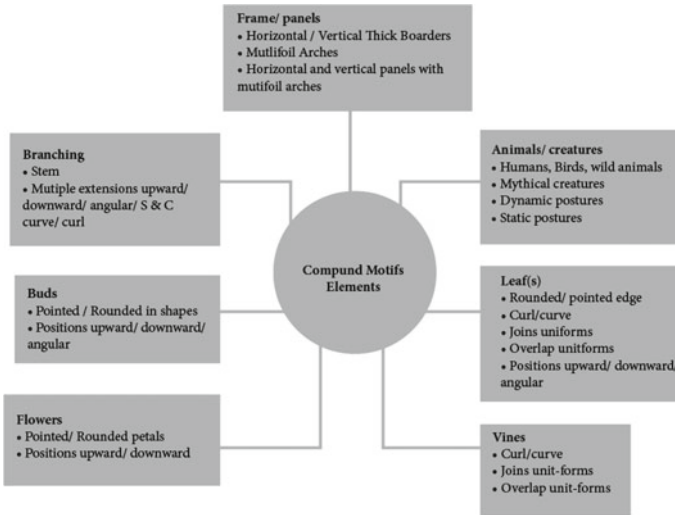 Frame/ panels
• Horizontal / Vertical Thick Boarders
• Mutlifoil Arches
• Horizontal and vertical panels with
mutifoil arches
Branching
• Stem
• Mutiple extensions upward/
downward/ angular/ S & C
curve/ curl
Animals/ creatures
• Humans, Birds, wild animals
• Mythical creatures
• Dynamic postures
• Static postures
Compund Motifs
Elements
Buds
• Pointed / Rounded in shapes
• Positions upward/ downward/
angular
Leaf(s)
• Rounded/ pointed edge
• Curl/curve
• Joins uniforms
• Overlap unitforms
• Positions upward/ downward/
angular
Flowers
• Pointed/ Rounded petals
• Positions upward/ downward
Vines
• Curl/curve
• Joins unit-forms
• Overlap unit-forms